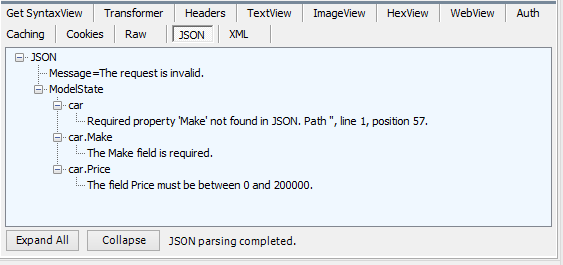 Get SyntaxView Transformer Headers TextView ImageView HexView WebView Auth
Caching Cookies Raw JSON XML
JSON
Message=The request is invalid.
ModelState
car
Required property 'Make' not found in JSON. Path '', line 1, position 57.
car.Make
The Make field is required.
car.Price
The field Price must be between 0 and 200000.
Expand All Collapse JSON parsing completed.